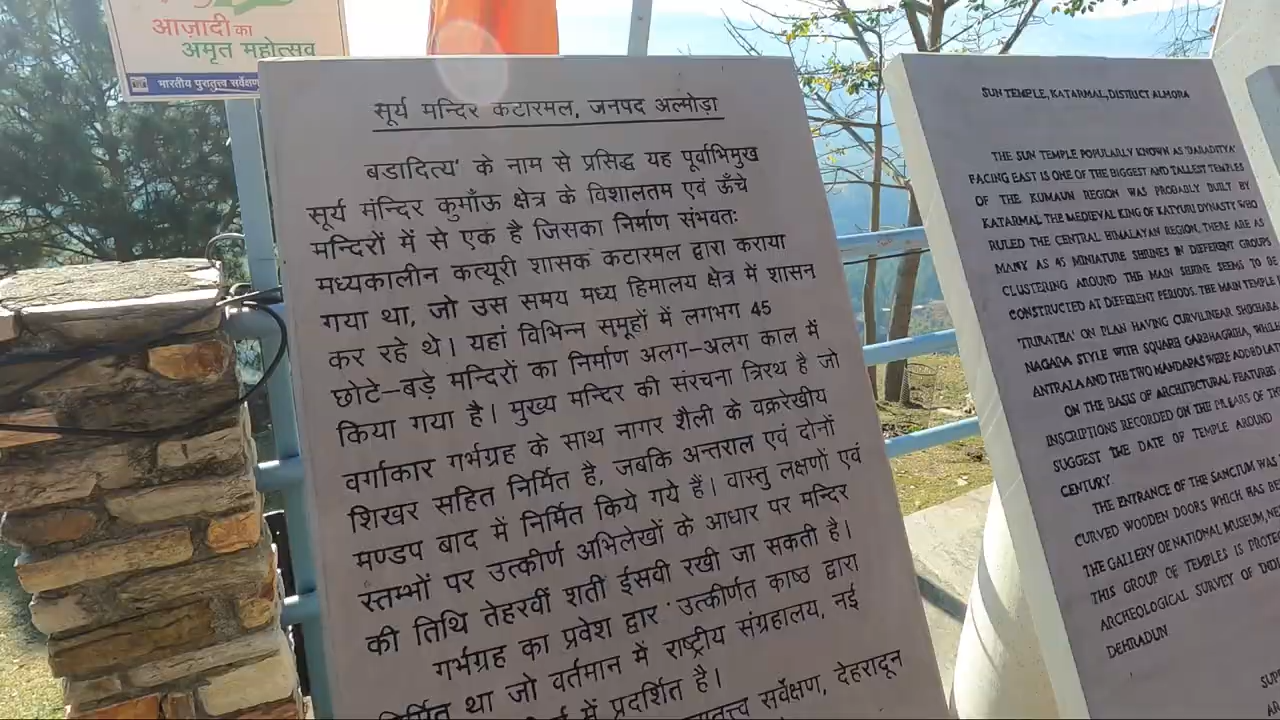 आज़ादी का
अमृत महोत्सव
भारतीय पुरातत्त्व सर्वेक्षण
सूर्य मन्दिर कटारमल, जनपद अल्मोड़ा
बडादित्य' के नाम से प्रसिद्ध यह पूर्वाभिमुख
सूर्य मंन्दिर कुमाँऊ क्षेत्र के विशालतम एवं ऊँचे
मन्दिरों में से एक है जिसका निर्माण संभवतः
मध्यकालीन कत्यूरी शासक कटारमल द्वारा कराया
गया था, जो उस समय मध्य हिमालय क्षेत्र में शासन
कर रहे थे। यहां विभिन्न समूहों में लगभग 45
छोटे–बड़े मन्दिरों का निर्माण अलग–अलग काल में
किया गया है। मुख्य मन्दिर की संरचना त्रिरथ है जो
वर्गाकार गर्भग्रह के साथ नागर शैली के वक्ररेखीय
शिखर सहित निर्मित है, जबकि अन्तराल एवं दोनों
मण्डप बाद में निर्मित किये गये हैं। वास्तु लक्षणों एवं
स्तम्भों पर उत्कीर्ण अभिलेखों के आधार पर मन्दिर
की तिथि तेहरवीं शती ईसवी रखी जा सकती है।
गर्भग्रह का प्रवेश द्वार उत्कीर्णत काष्ठ द्वारा
निर्मित था जो वर्तमान में राष्ट्रीय संग्रहालय, नई
में प्रदर्शित है।
सर्वेक्षण, देहरादून
SUN TEMPLE, KATARMAL, DISTRICT ALMORA
THE SUN TEMPLE POPULARLY KNOWN AS 'BARADITYA'
FACING EAST IS ONE OF THE BIGGEST AND TALLEST TEMPLES
OF THE KUMAUN REGION WAS PROBABLY BUILT BY
KATARMAL, THE MEDIEVAL KING OF KATYURI DYNASTY WHO
RULED THE CENTRAL HIMALAYAN REGION. THERE ARE AS
MANY AS 45 MINIATURE SHRINES IN DIFFERENT GROUPS
CLUSTERING AROUND THE MAIN SHRINE SEEMS TO BE
CONSTRUCTED AT DIFFERENT PERIODS. THE MAIN TEMPLE
'TRIRATHA' ON PLAN HAVING CURVILINEAR SHIKHARA
NAGARA STYLE WITH SQUARE GARBHAGRIHA, WHILE
ANTRALA AND THE TWO MANDAPAS WERE ADDED LATE
ON THE BASIS OF ARCHITECTURAL FEATURES
INSCRIPTIONS RECORDED ON THE PILLARS OF THE
SUGGEST THE DATE OF TEMPLE AROUND
CENTURY.
THE ENTRANCE OF THE SANCTUM WAS
CURVED WOODEN DOORS WHICH HAS BE
THE GALLERY OF NATIONAL MUSEUM, NE
THIS GROUP OF TEMPLES IS PROTE
ARCHEOLOGICAL SURVEY OF INDI
DEHRADUN
SUP